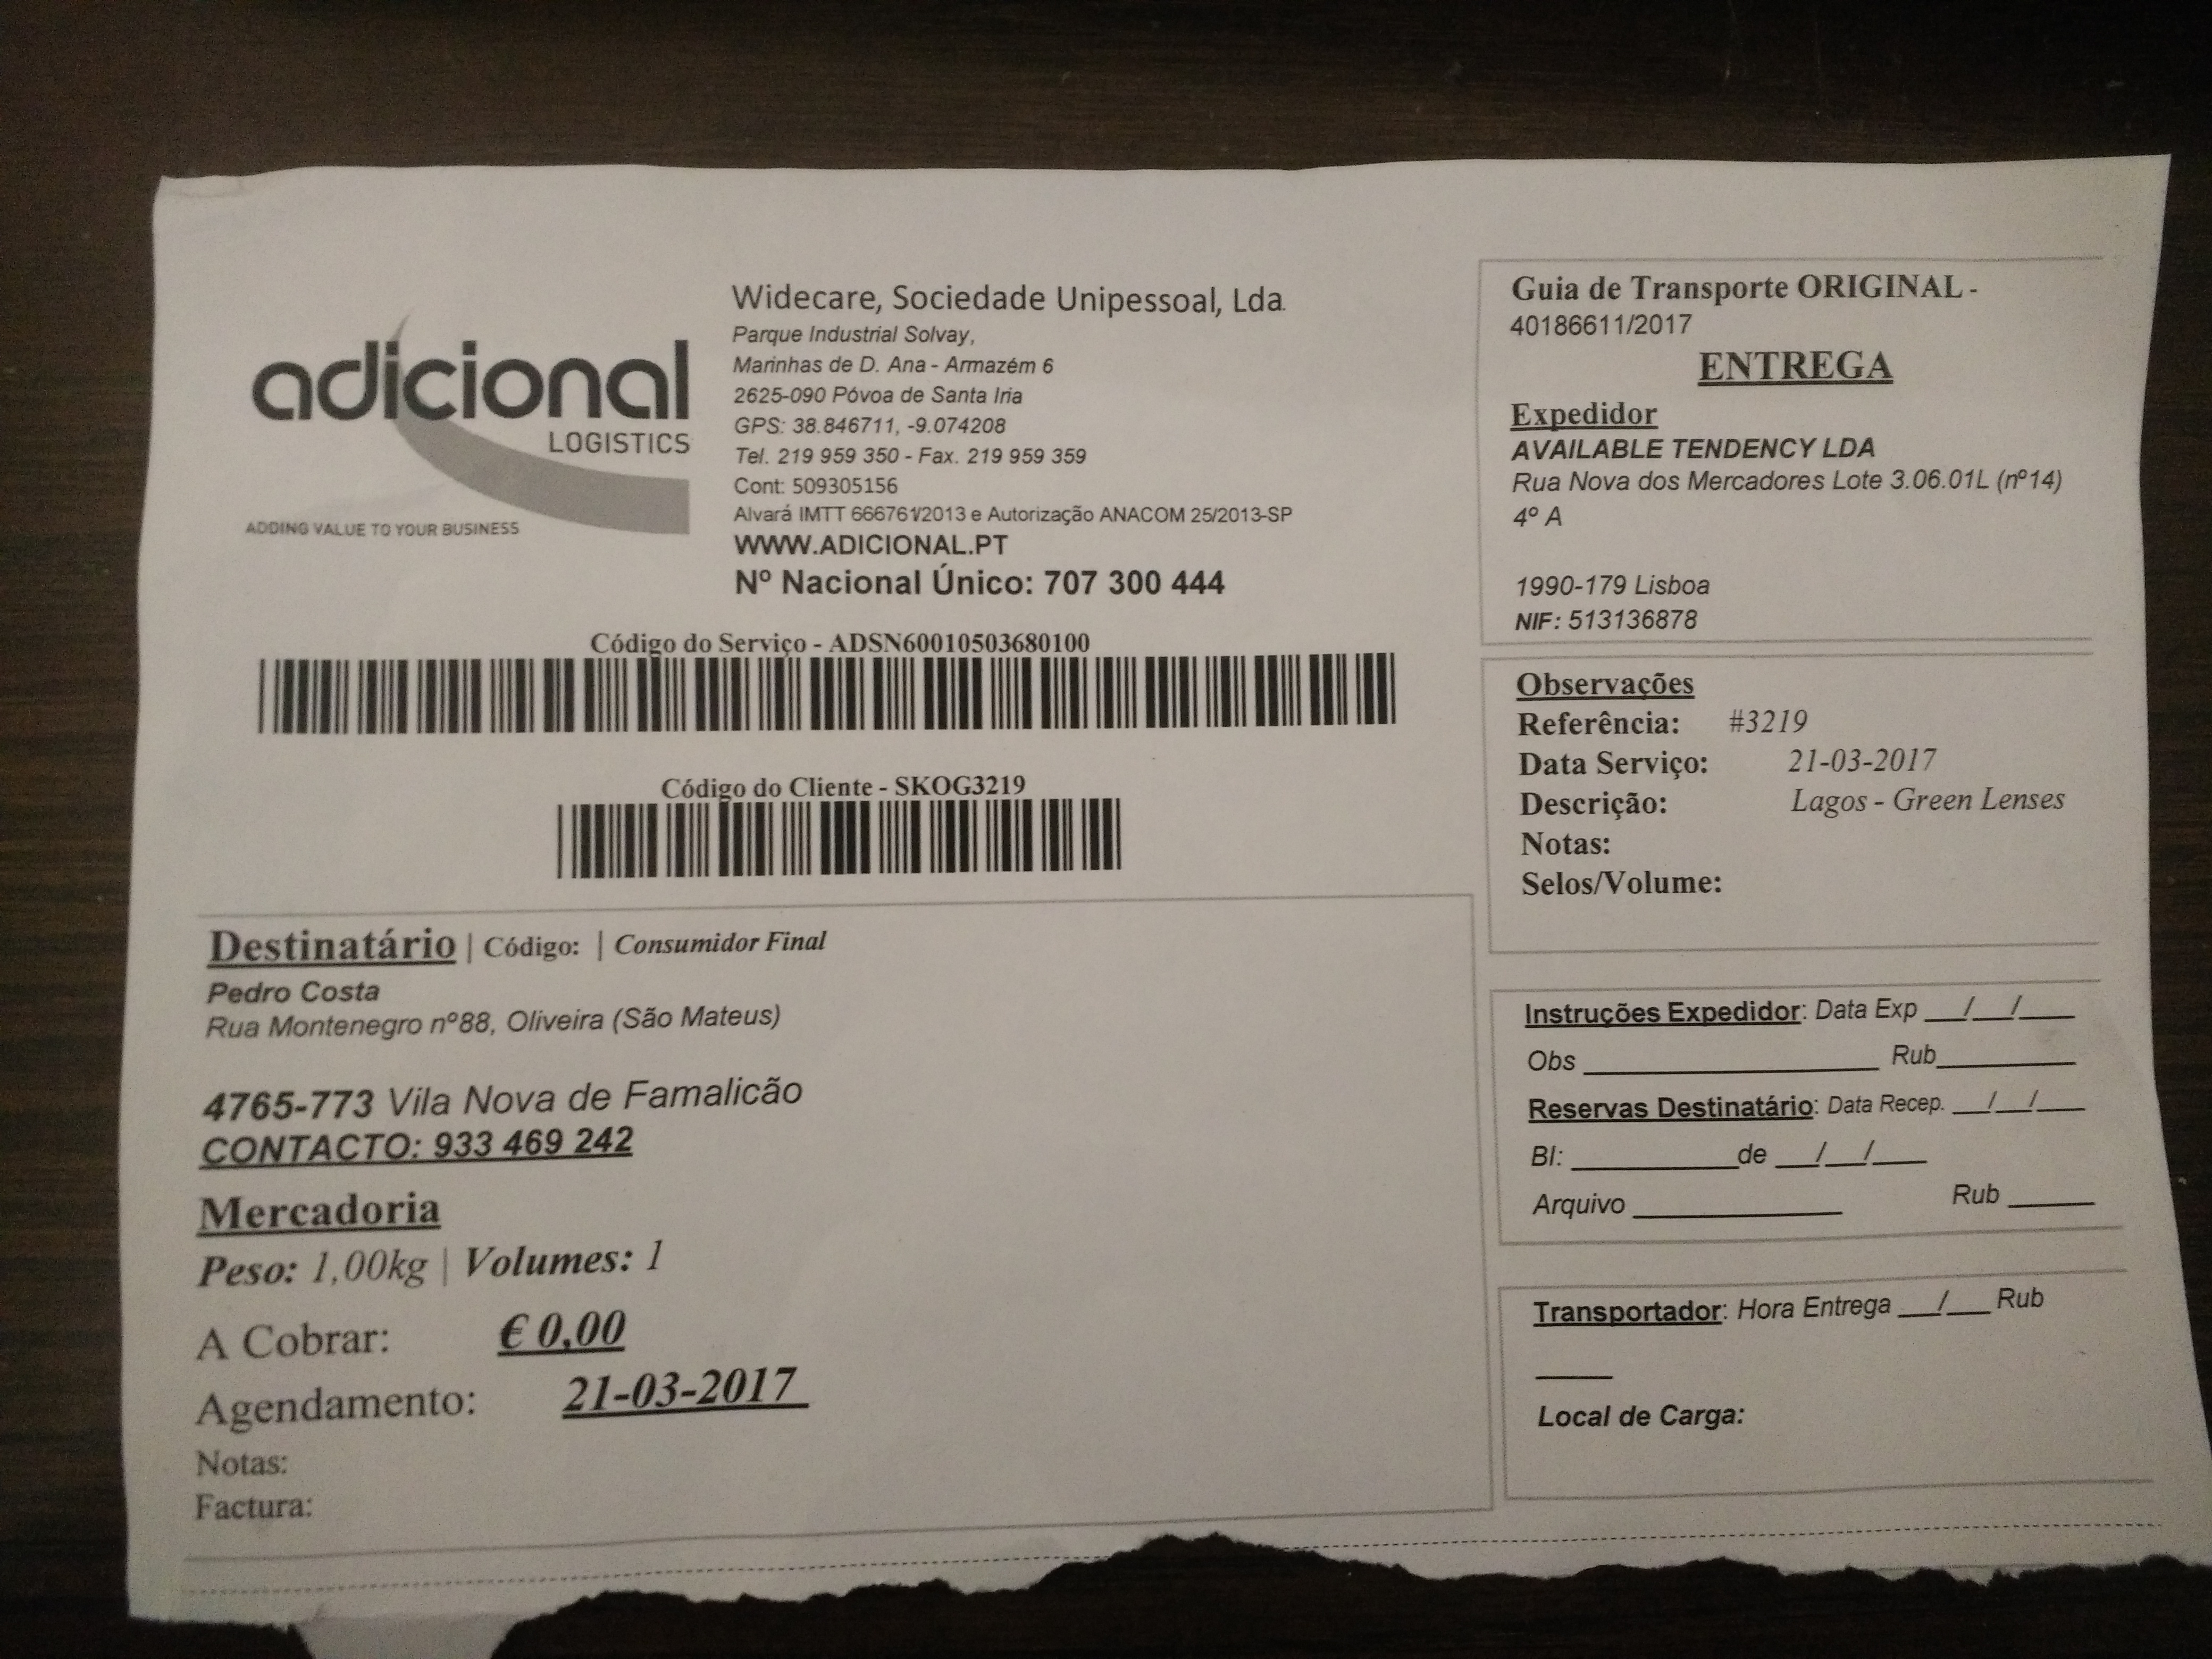 adicional
LOGISTICS
ADDING VALUE TO YOUR BUSINESS
Widecare, Sociedade Unipessoal, Lda.
Parque Industrial Solvay,
Marinhas de D. Ana - Armazém 6
2625-090 Póvoa de Santa Iria
GPS: 38.846711, -9.074208
Tel. 219 959 350 - Fax. 219 959 359
Cont: 509305156
Alvará IMTT 666761/2013 e Autorização ANACOM 25/2013-SP
WWW.ADICIONAL.PT
Nº Nacional Único: 707 300 444
Código do Serviço - ADSN60010503680100
Código do Cliente - SKOG3219
Destinatário | Código: | Consumidor Final
Pedro Costa
Rua Montenegro nº88, Oliveira (São Mateus)
4765-773 Vila Nova de Famalicão
CONTACTO: 933 469 242
Mercadoria
Peso: 1,00kg | Volumes: 1
A Cobrar: € 0,00
Agendamento: 21-03-2017
Notas:
Factura:
Guia de Transporte ORIGINAL -
40186611/2017
ENTREGA
Expedidor
AVAILABLE TENDENCY LDA
Rua Nova dos Mercadores Lote 3.06.01L (nº14)
4º A
1990-179 Lisboa
NIF: 513136878
Observações
Referência: #3219
Data Serviço: 21-03-2017
Descrição: Lagos - Green Lenses
Notas:
Selos/Volume:
Instruções Expedidor: Data Exp ___/___/____
Obs ____________________ Rub__________
Reservas Destinatário: Data Recep. ___/___/____
BI: ____________de ___/___/____
Arquivo _______________ Rub ______
Transportador: Hora Entrega ___/___ Rub
______
Local de Carga: